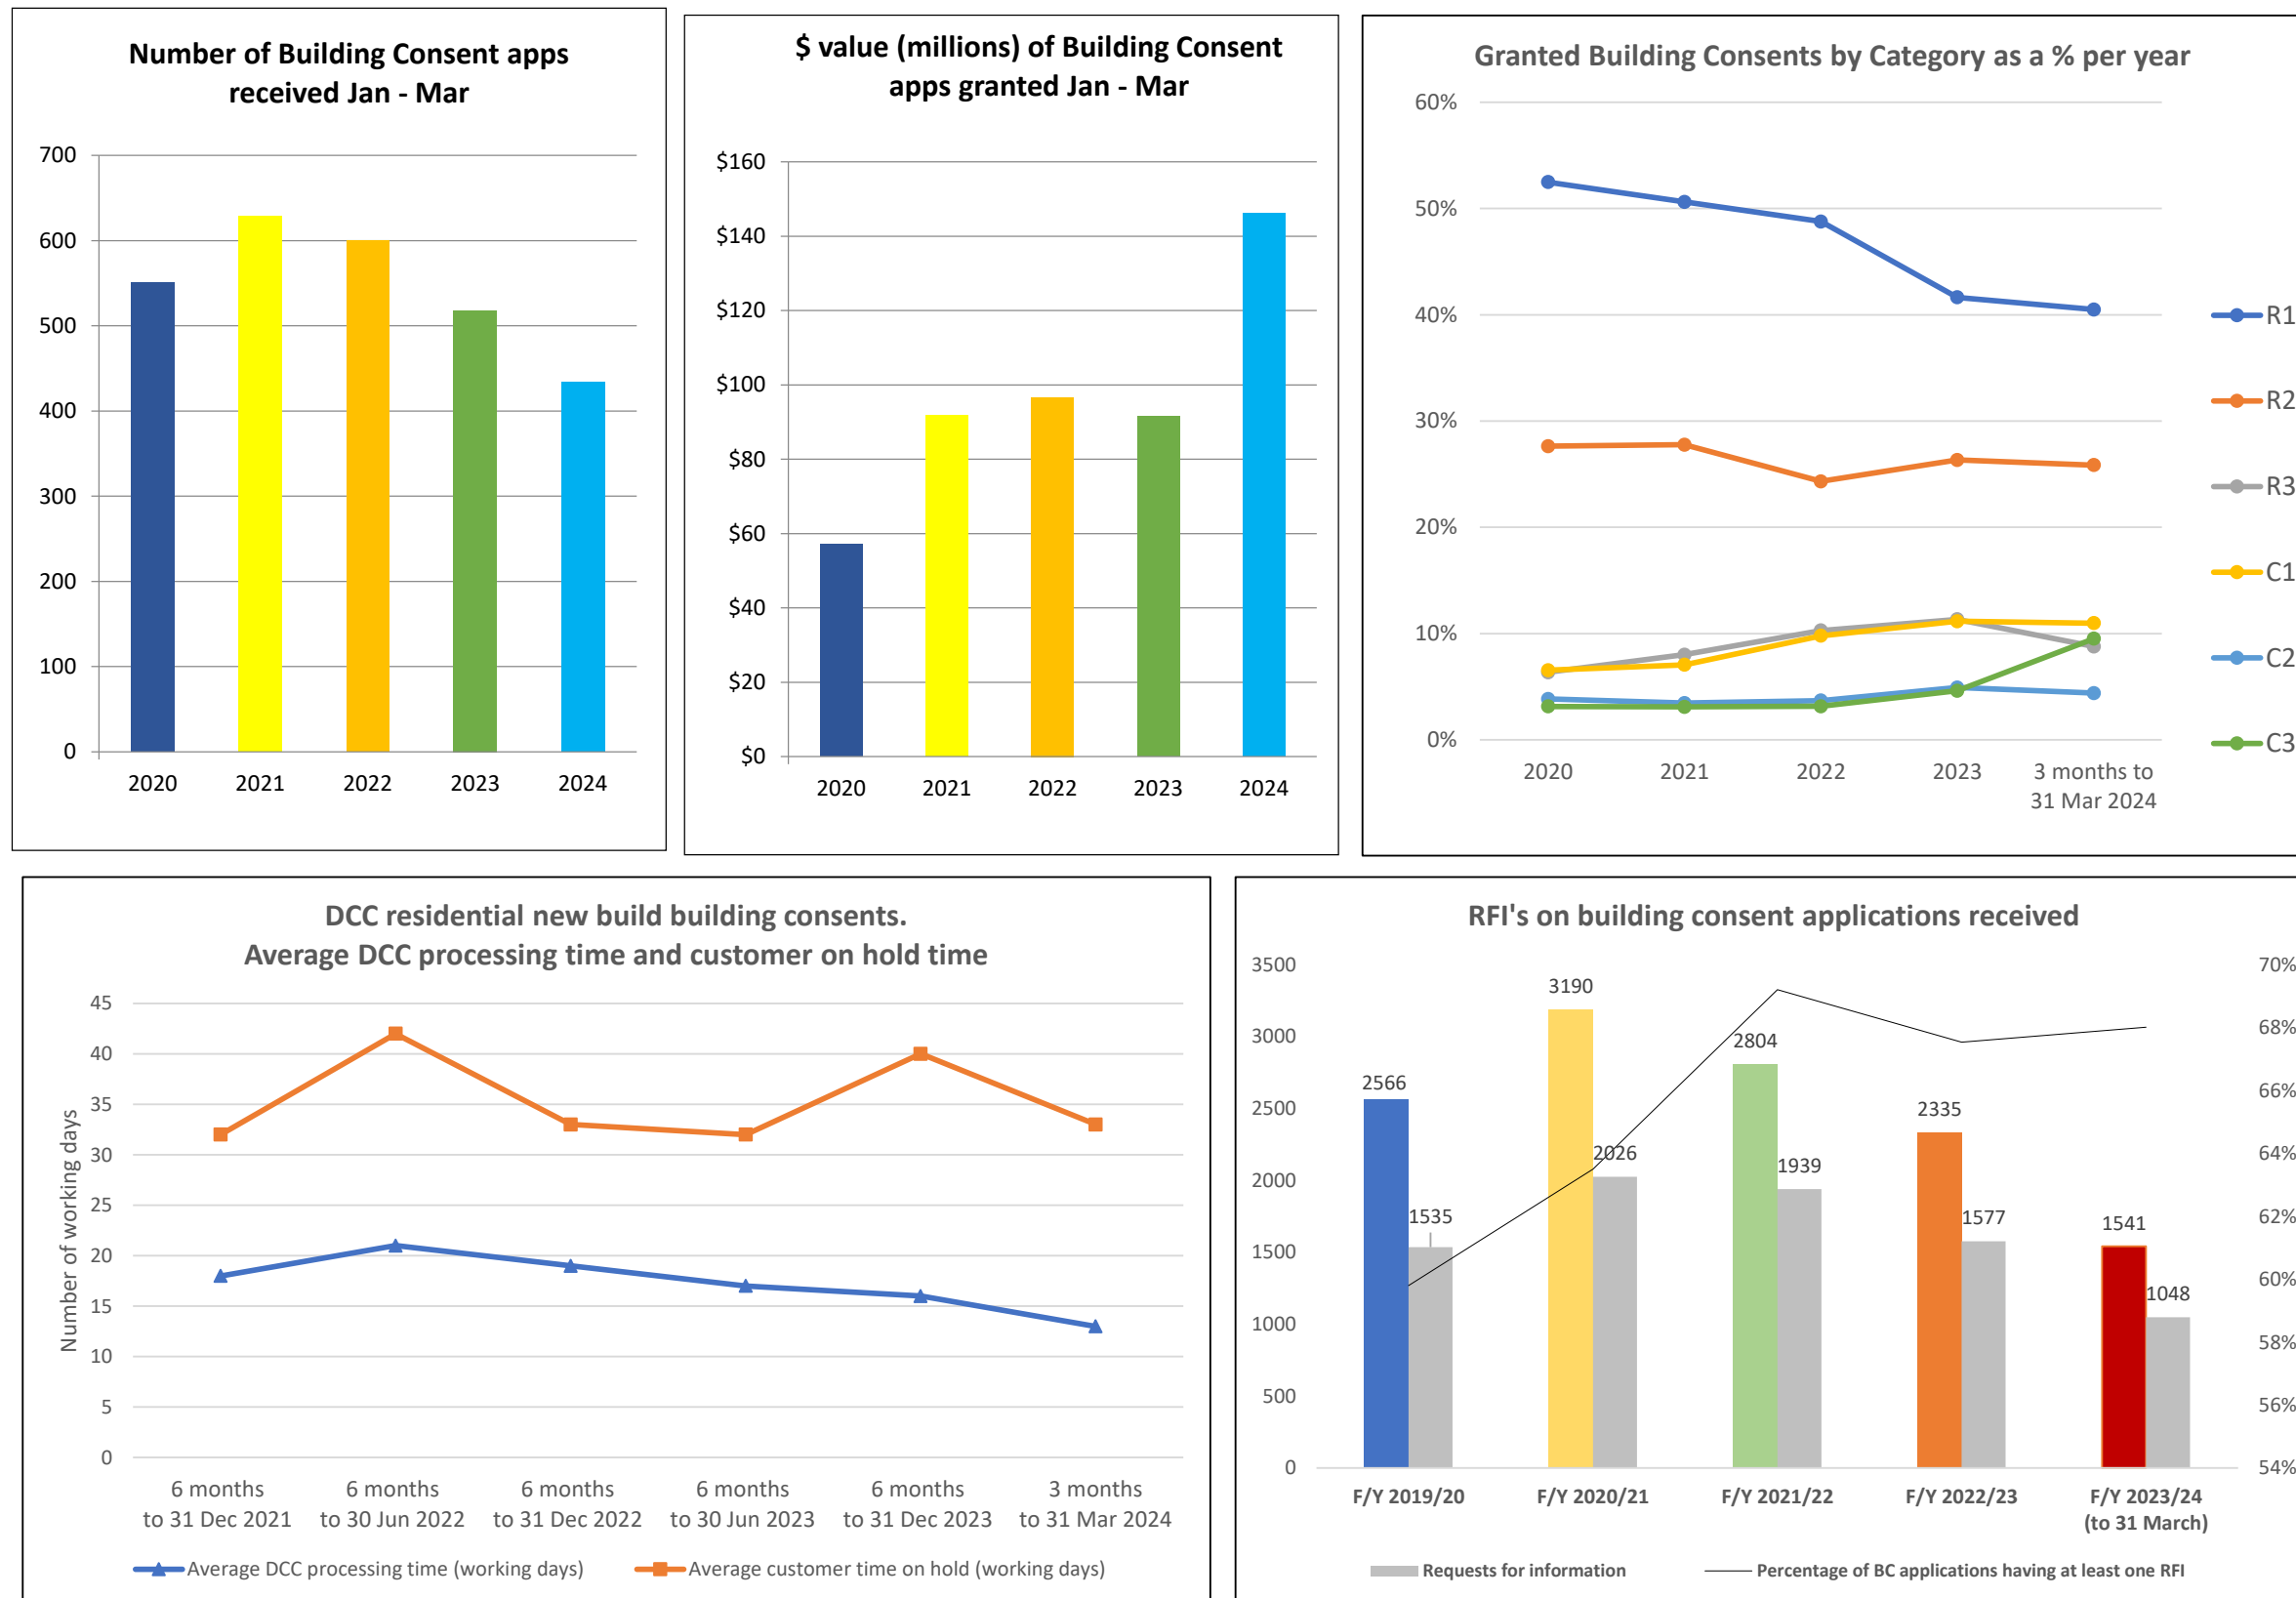 Number of Building Consent apps
received Jan - Mar
700
600
500
400
300
200
100
0
2020 2021 2022 2023 2024
$ value (millions) of Building Consent
apps granted Jan - Mar
$160
$140
$120
$100
$80
$60
$40
$20
$0
2020 2021 2022 2023 2024
Granted Building Consents by Category as a % per year
60%
50%
40%
30%
20%
10%
0%
2020 2021 2022 2023 3 months to
31 Mar 2024
R1
R2
R3
C1
C2
C3
DCC residential new build building consents.
Average DCC processing time and customer on hold time
Number of working days
45
40
35
30
25
20
15
10
5
0
6 months 6 months 6 months 6 months 6 months 3 months
to 31 Dec 2021 to 30 Jun 2022 to 31 Dec 2022 to 30 Jun 2023 to 31 Dec 2023 to 31 Mar 2024
Average DCC processing time (working days) Average customer time on hold (working days)
RFI's on building consent applications received
3500
3000
2500
2000
1500
1000
500
0
2566
1535
3190
2026
2804
1939
2335
1577
1541
1048
70%
68%
66%
64%
62%
60%
58%
56%
54%
F/Y 2019/20 F/Y 2020/21 F/Y 2021/22 F/Y 2022/23 F/Y 2023/24
(to 31 March)
Requests for information Percentage of BC applications having at least one RFI